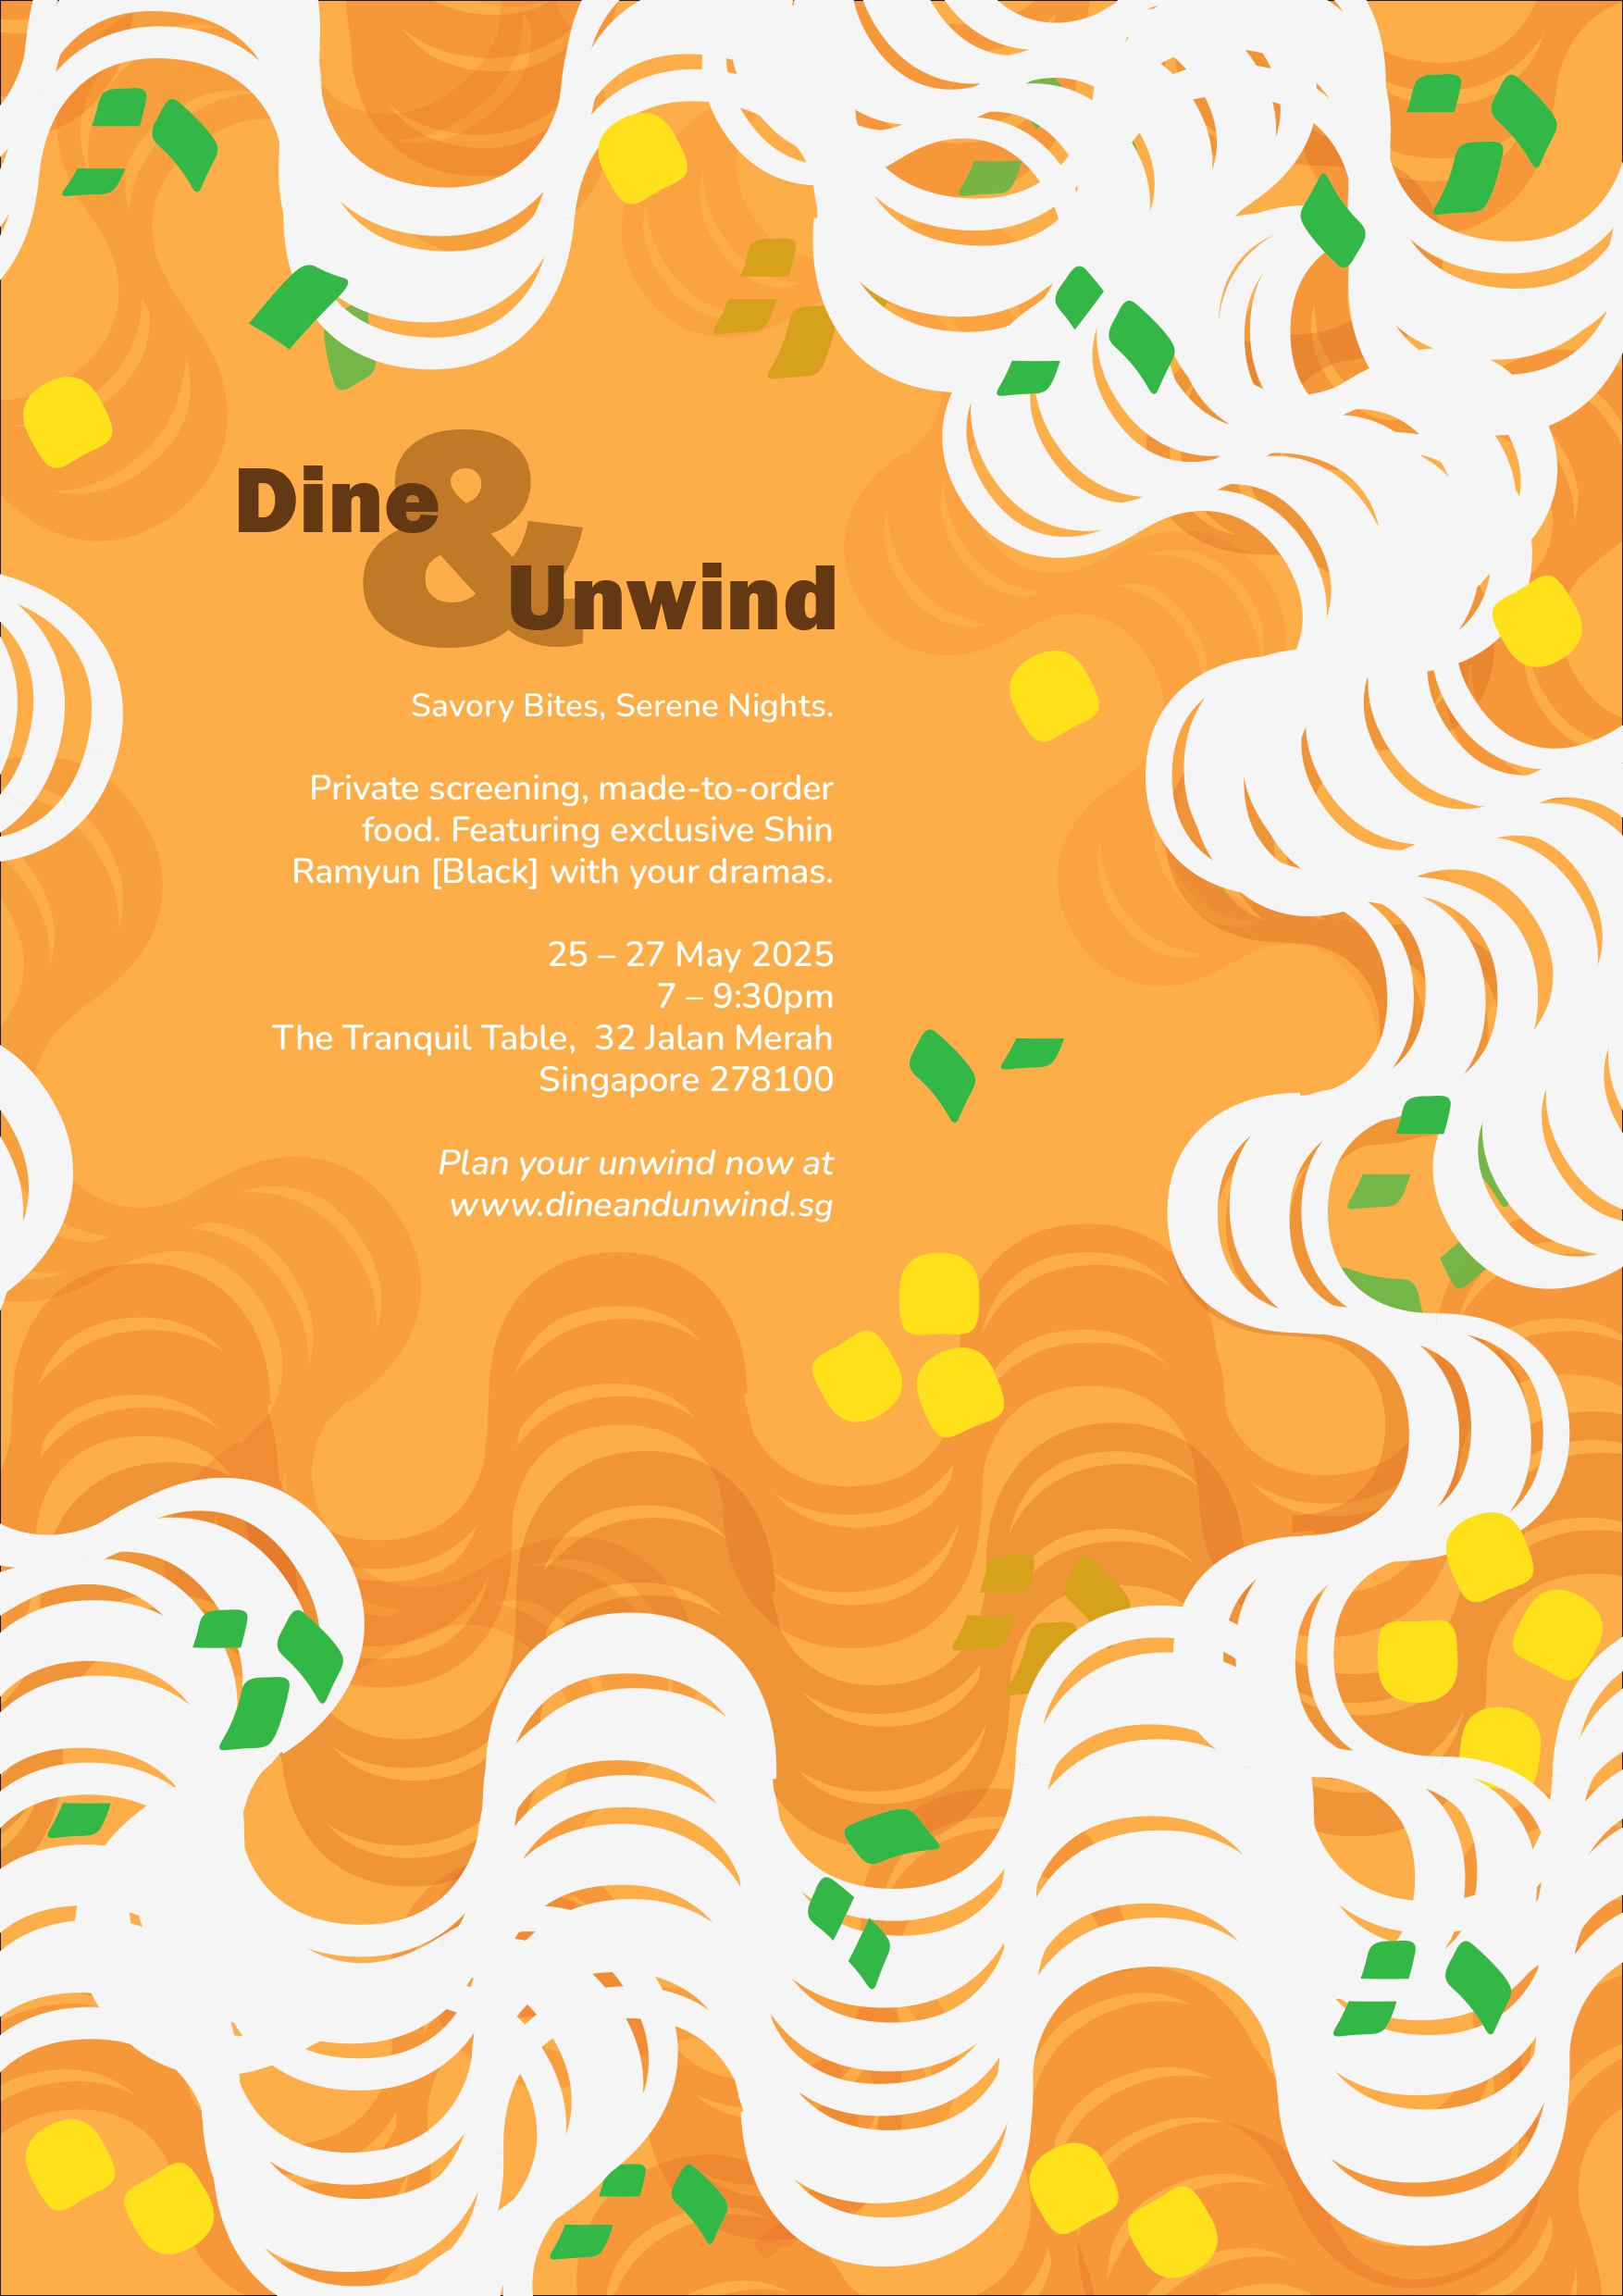 Dine
&
Unwind
Savory Bites, Serene Nights.
Private screening, made-to-order
food. Featuring exclusive Shin
Ramyun [Black] with your dramas.
25 – 27 May 2025
7 – 9:30pm
The Tranquil Table,  32 Jalan Merah
Singapore 278100
Plan your unwind now at
www.dineandunwind.sg